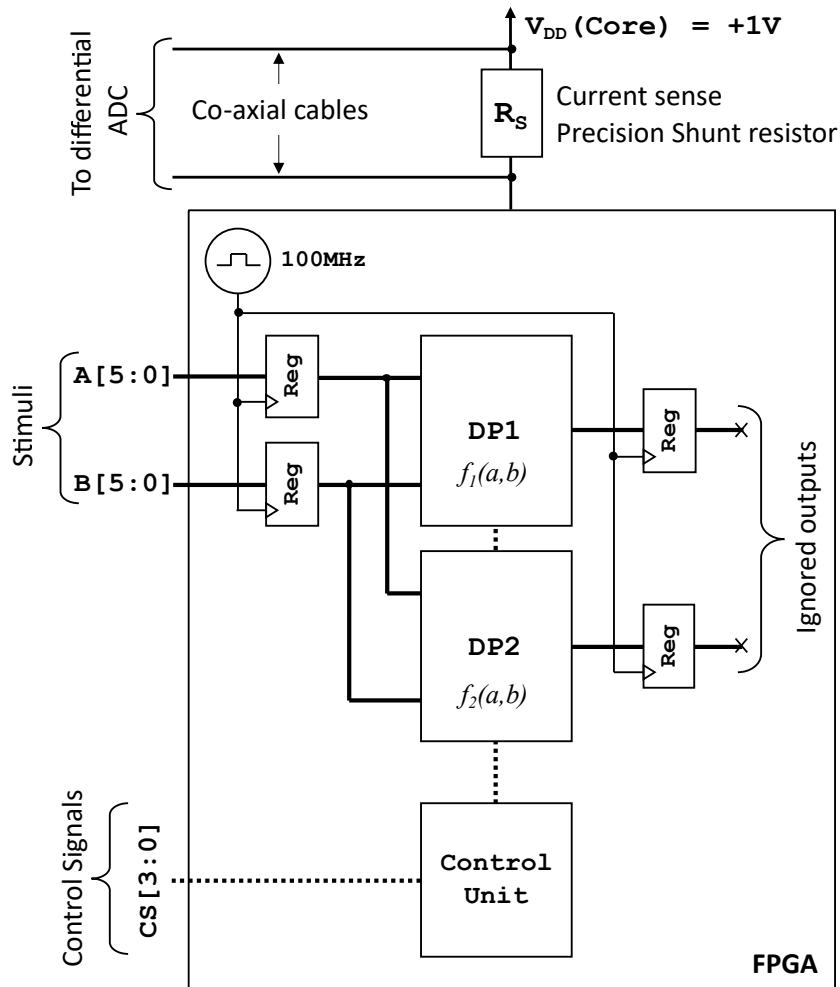 V_DD(Core) = +1V
To differential
ADC
Co-axial cables
R_S
Current sense
Precision Shunt resistor
100MHz
Stimuli
A[5:0]
B[5:0]
Reg
Reg
DP1
f₁(a,b)
DP2
f₂(a,b)
Reg
Reg
Ignored outputs
Control Signals
CS[3:0]
Control
Unit
FPGA